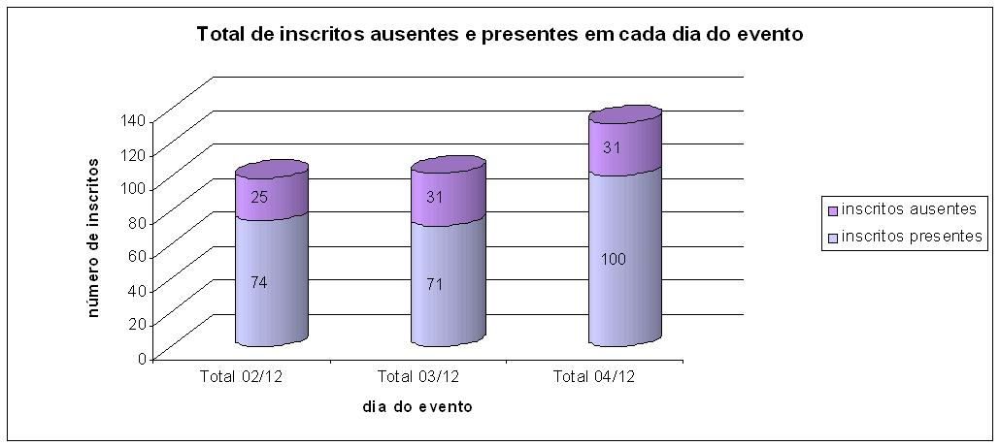 Total de inscritos ausentes e presentes em cada dia do evento
número de inscritos
140
120
100
80
60
40
20
0
25
74
31
71
31
100
Total 02/12
Total 03/12
Total 04/12
dia do evento
inscritos ausentes
inscritos presentes